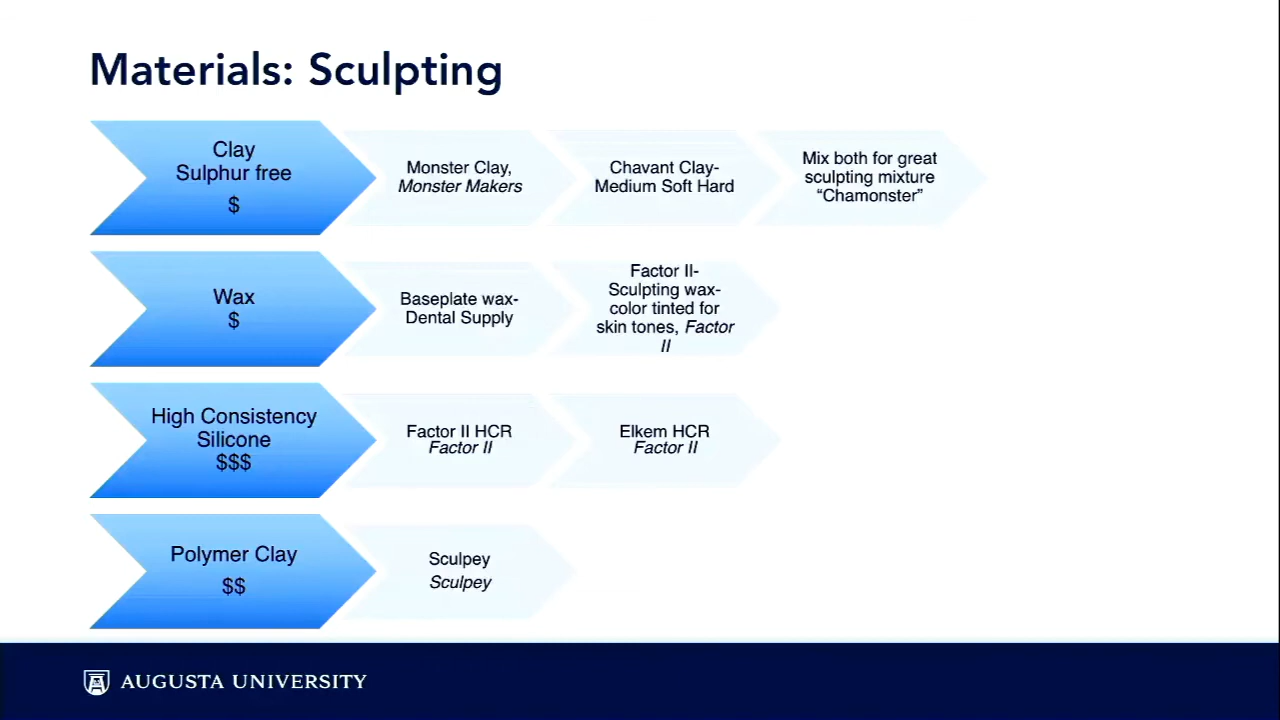 Materials: Sculpting
Clay
Sulphur free
$
Monster Clay,
Monster Makers
Chavant Clay-
Medium Soft Hard
Mix both for great
sculpting mixture
“Chamonster”
Wax
$
Baseplate wax-
Dental Supply
Factor II-
Sculpting wax-
color tinted for
skin tones, Factor
II
High Consistency
Silicone
$$$
Factor II HCR
Factor II
Elkem HCR
Factor II
Polymer Clay
$$
Sculpey
Sculpey
AUGUSTA UNIVERSITY